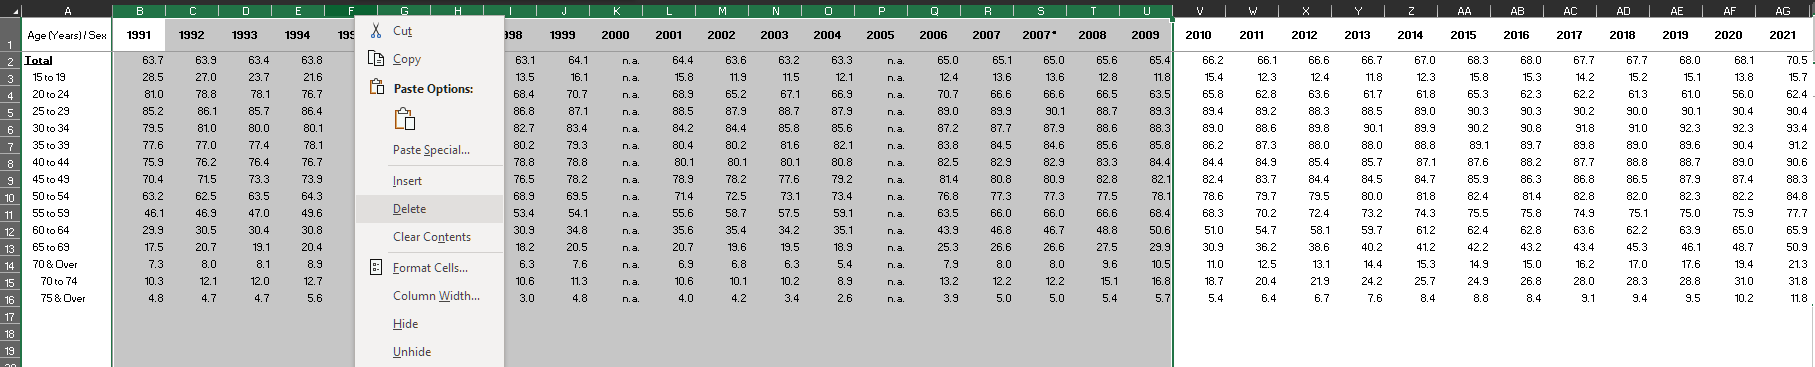 A B C D E F G H I J K L M N O P Q R S T U V W X Y Z AA AB AC AD AE AF AG
1 Age (Years) / Sex 1991 1992 1993 1994 98 1999 2000 2001 2002 2003 2004 2005 2006 2007 2007* 2008 2009 2010 2011 2012 2013 2014 2015 2016 2017 2018 2019 2020 2021
2 Total 63.7 63.9 63.4 63.8 63.1 64.1 n.a. 64.4 63.6 63.2 63.3 n.a. 65.0 65.1 65.0 65.6 65.4 66.2 66.1 66.6 66.7 67.0 68.3 68.0 67.7 67.7 68.0 68.1 70.5
3 15 to 19 28.5 27.0 23.7 21.6 13.5 16.1 n.a. 15.8 11.9 11.5 12.1 n.a. 12.4 13.6 13.6 12.8 11.8 15.4 12.3 12.4 11.8 12.3 15.8 15.3 14.2 15.2 15.1 13.8 15.7
4 20 to 24 81.0 78.8 78.1 76.7 68.4 70.7 n.a. 68.9 65.2 67.1 66.9 n.a. 70.7 66.6 66.6 66.5 63.5 65.8 62.8 63.6 61.7 61.8 65.3 62.3 62.2 61.3 61.0 56.0 62.4
5 25 to 29 85.2 86.1 85.7 86.4 86.8 87.1 n.a. 88.5 87.9 88.7 87.9 n.a. 89.0 89.9 90.1 88.7 89.3 89.4 89.2 88.3 88.5 89.0 90.3 90.3 90.2 90.0 90.1 90.4 90.4
6 30 to 34 79.5 81.0 80.0 80.1 82.7 83.4 n.a. 84.2 84.4 85.8 85.6 n.a. 87.2 87.7 87.9 88.6 88.3 89.0 88.6 89.8 90.1 89.9 90.2 90.8 91.8 91.0 92.3 92.3 93.4
7 35 to 39 77.6 77.0 77.4 78.1 80.2 79.3 n.a. 80.4 80.2 81.6 82.1 n.a. 83.8 84.5 84.6 85.6 85.8 86.2 87.3 88.0 88.0 88.8 89.1 89.7 89.8 89.0 89.6 90.4 91.2
8 40 to 44 75.9 76.2 76.4 76.7 78.8 78.8 n.a. 80.1 80.1 80.1 80.8 n.a. 82.5 82.9 82.9 83.3 84.4 84.4 84.9 85.4 85.7 87.1 87.6 88.2 87.7 88.8 88.7 89.0 90.6
9 45 to 49 70.4 71.5 73.3 73.9 76.5 78.2 n.a. 78.9 78.2 77.6 79.2 n.a. 81.4 80.8 80.9 82.8 82.1 82.4 83.7 84.4 84.5 84.7 85.9 86.3 86.8 86.5 87.9 87.4 88.3
10 50 to 54 63.2 62.5 63.5 64.3 68.9 69.5 n.a. 71.4 72.5 73.1 73.4 n.a. 76.8 77.3 77.3 77.5 78.1 78.6 79.7 79.5 80.0 81.8 82.4 81.4 82.8 82.0 82.3 82.2 84.8
11 55 to 59 46.1 46.9 47.0 49.6 53.4 54.1 n.a. 55.6 58.7 57.5 59.1 n.a. 63.5 66.0 66.0 66.6 68.4 68.3 70.2 72.4 73.2 74.3 75.5 75.8 74.9 75.1 75.0 75.9 77.7
12 60 to 64 29.9 30.5 30.4 30.8 30.9 34.8 n.a. 35.6 35.4 34.2 35.1 n.a. 43.9 46.8 46.7 48.8 50.6 51.0 54.7 58.1 59.7 61.2 62.4 62.8 63.6 62.2 63.9 65.0 65.9
13 65 to 69 17.5 20.7 19.1 20.4 18.2 20.5 n.a. 20.7 19.6 19.5 18.9 n.a. 25.3 26.6 26.6 27.5 29.9 30.9 36.2 38.6 40.2 41.2 42.2 43.2 43.4 45.3 46.1 48.7 50.9
14 70 & Over 7.3 8.0 8.1 8.9 6.3 7.6 n.a. 6.9 6.8 6.3 5.4 n.a. 7.9 8.0 8.0 9.6 10.5 11.0 12.5 13.1 14.4 15.3 14.9 15.0 16.2 17.0 17.6 19.4 21.3
15 70 to 74 10.3 12.1 12.0 12.7 10.6 11.3 n.a. 10.6 10.1 10.2 8.9 n.a. 13.2 12.2 12.2 15.1 16.8 18.7 20.4 21.9 24.2 25.7 24.9 26.8 28.0 28.3 28.8 31.0 31.8
16 75 & Over 4.8 4.7 4.7 5.6 3.0 4.8 n.a. 4.0 4.2 3.4 2.6 n.a. 3.9 5.0 5.0 5.4 5.7 5.4 6.4 6.7 7.6 8.4 8.8 8.4 9.1 9.4 9.5 10.2 11.8
17
18
19
Cut
Copy
Paste Options:
Paste Special...
Insert
Delete
Clear Contents
Format Cells...
Column Width...
Hide
Unhide